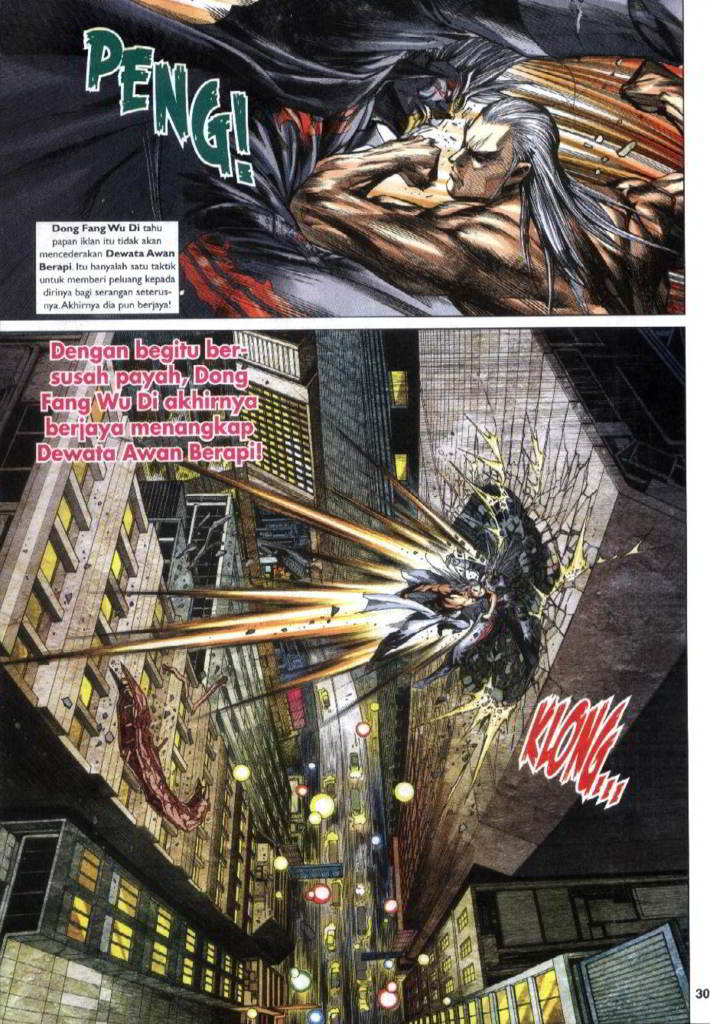 PENG!
Dong Fang Wu Di tahu
papan iklan itu tidak akan
mencederakan Dewata Awan
Berapi. Itu hanyalah satu taktik
untuk memberi peluang kepada
dirinya bagi serangan seterus-
nya. Akhirnya dia pun berjaya!
Dengan begitu ber-
susah payah, Dong
Fang Wu Di akhirnya
berjaya menangkap
Dewata Awan Berapi!
KLONG...
30